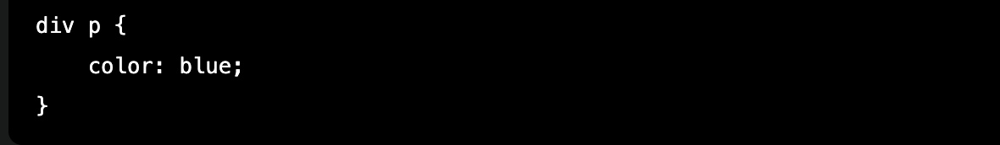 div p {
    color: blue;
}